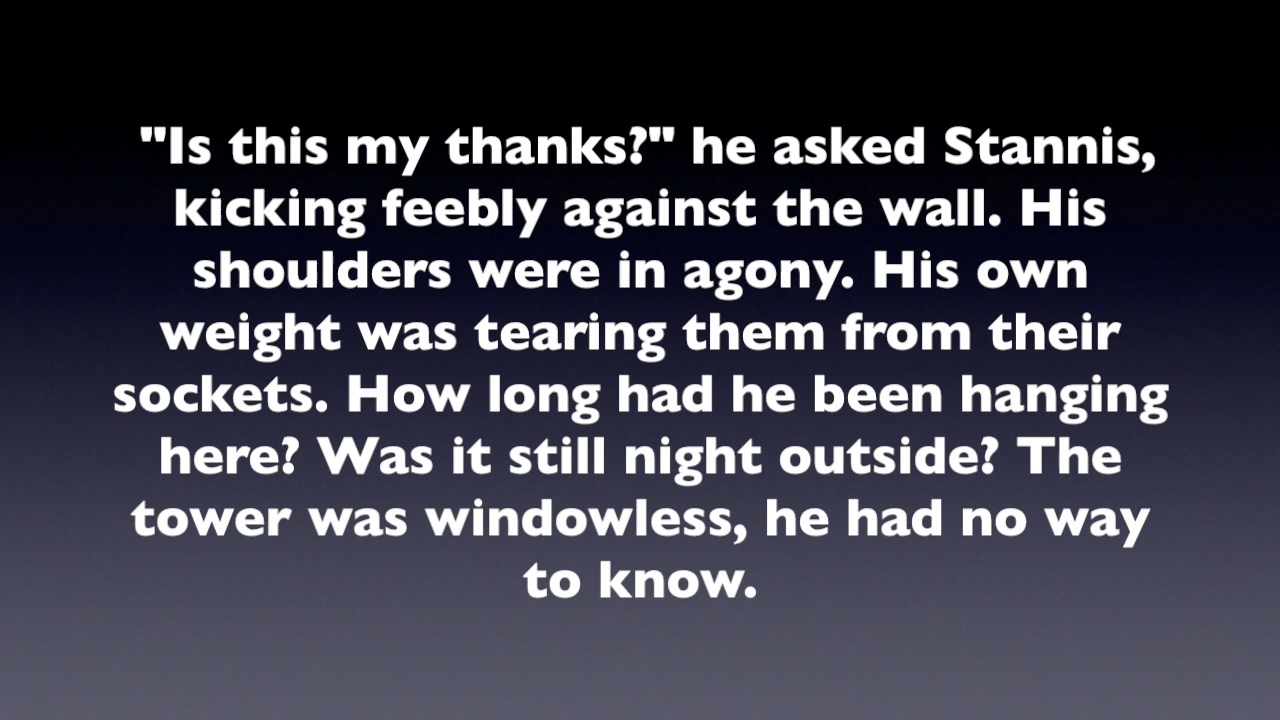 "Is this my thanks?" he asked Stannis,
kicking feebly against the wall. His
shoulders were in agony. His own
weight was tearing them from their
sockets. How long had he been hanging
here? Was it still night outside? The
tower was windowless, he had no way
to know.